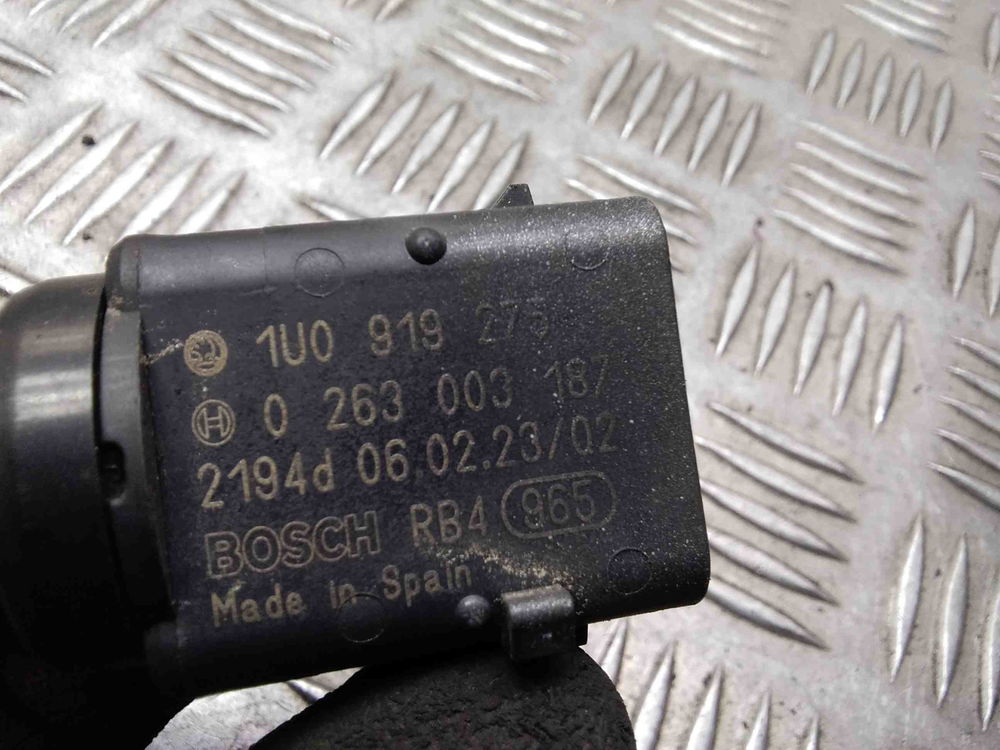 1U0 919 275
0 263 003 187
2194d 06.02.23/02
BOSCH RB4 965
Made in Spain